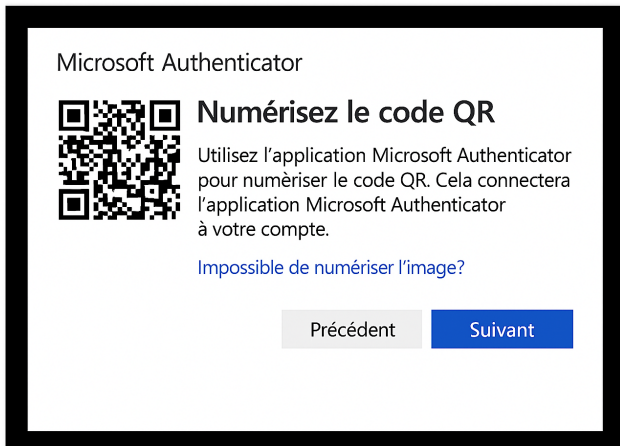 Microsoft Authenticator
Numérisez le code QR
Utilisez l’application Microsoft Authenticator
pour numèriser le code QR. Cela connectera
l’application Microsoft Authenticator
à votre compte.
Impossible de numériser l’image?
Précédent
Suivant